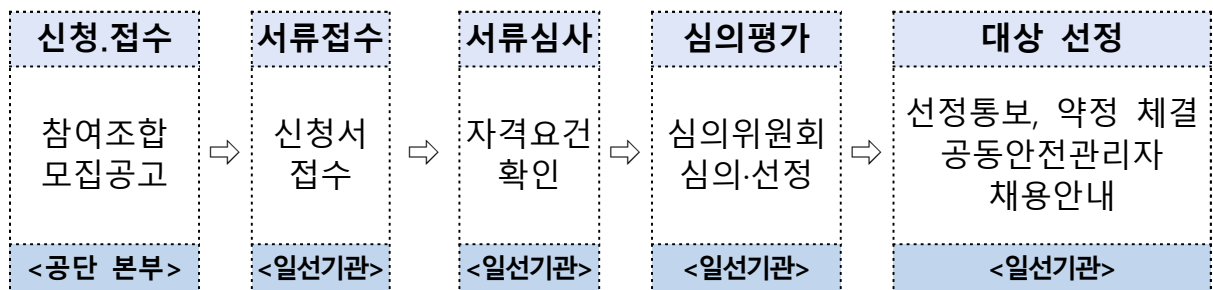 신청.접수
참여조합
모집공고
<공단 본부>
⇨
서류접수
신청서
접수
<일선기관>
⇨
서류심사
자격요건
확인
<일선기관>
⇨
심의평가
심의위원회
심의·선정
<일선기관>
⇨
대상 선정
선정통보, 약정 체결
공동안전관리자
채용안내
<일선기관>